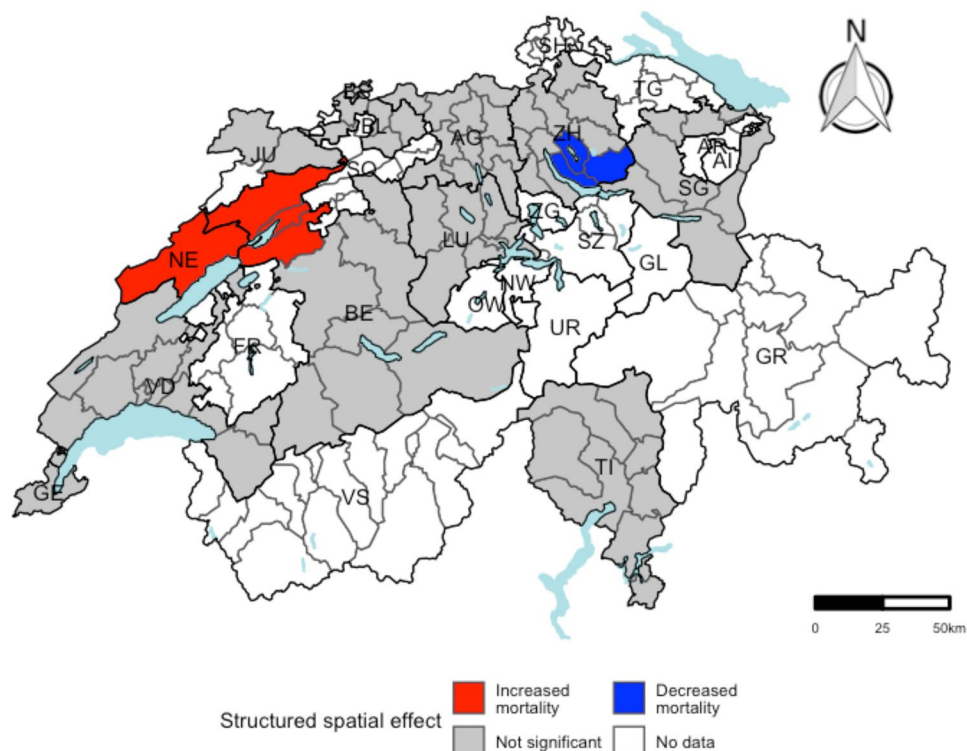 N
SH
TG
BS
BL
ZH
AG
AR
AI
JU
SO
SG
ZG
LU
SZ
NE
GL
NW
OW
BE
UR
FR
GR
VD
TI
VS
GE
0 25 50km
Structured spatial effect
Increased mortality
Decreased mortality
Not significant
No data